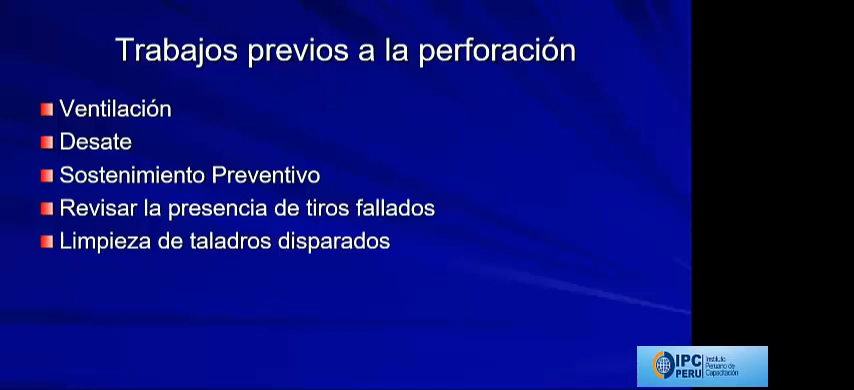 Trabajos previos a la perforación
Ventilación
Desate
Sostenimiento Preventivo
Revisar la presencia de tiros fallados
Limpieza de taladros disparados
IPC
PERU
Instituto
Peruano de
Capacitación